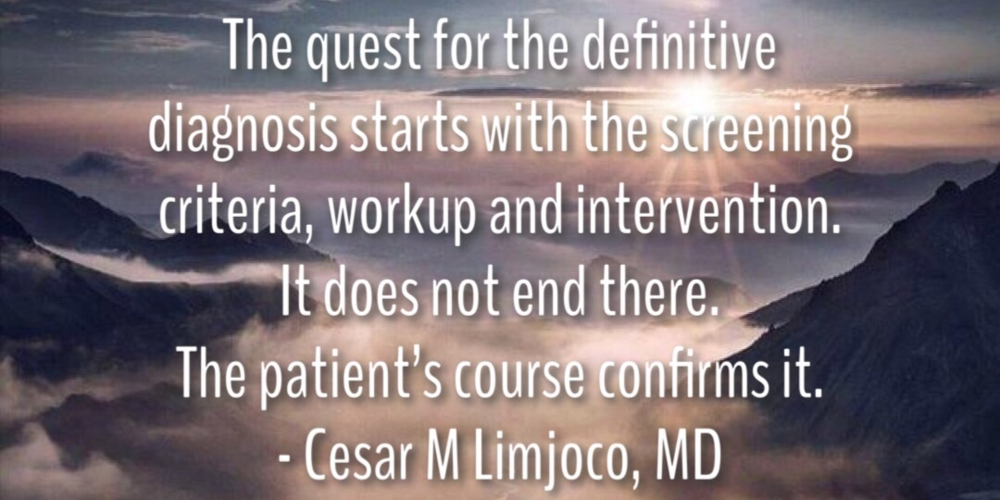 The quest for the definitive
diagnosis starts with the screening
criteria, workup and intervention.
It does not end there.
The patient’s course confirms it.
- Cesar M Limjoco, MD